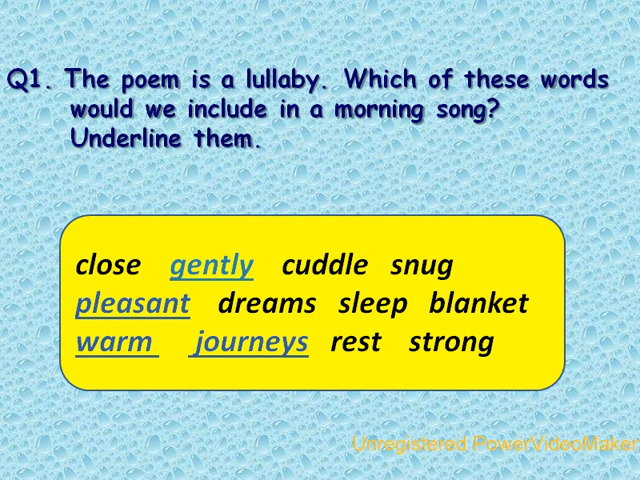 Q1. The poem is a lullaby. Which of these words
would we include in a morning song?
Underline them.
close gently cuddle snug
pleasant dreams sleep blanket
warm journeys rest strong
Unregistered PowerVideoMaker